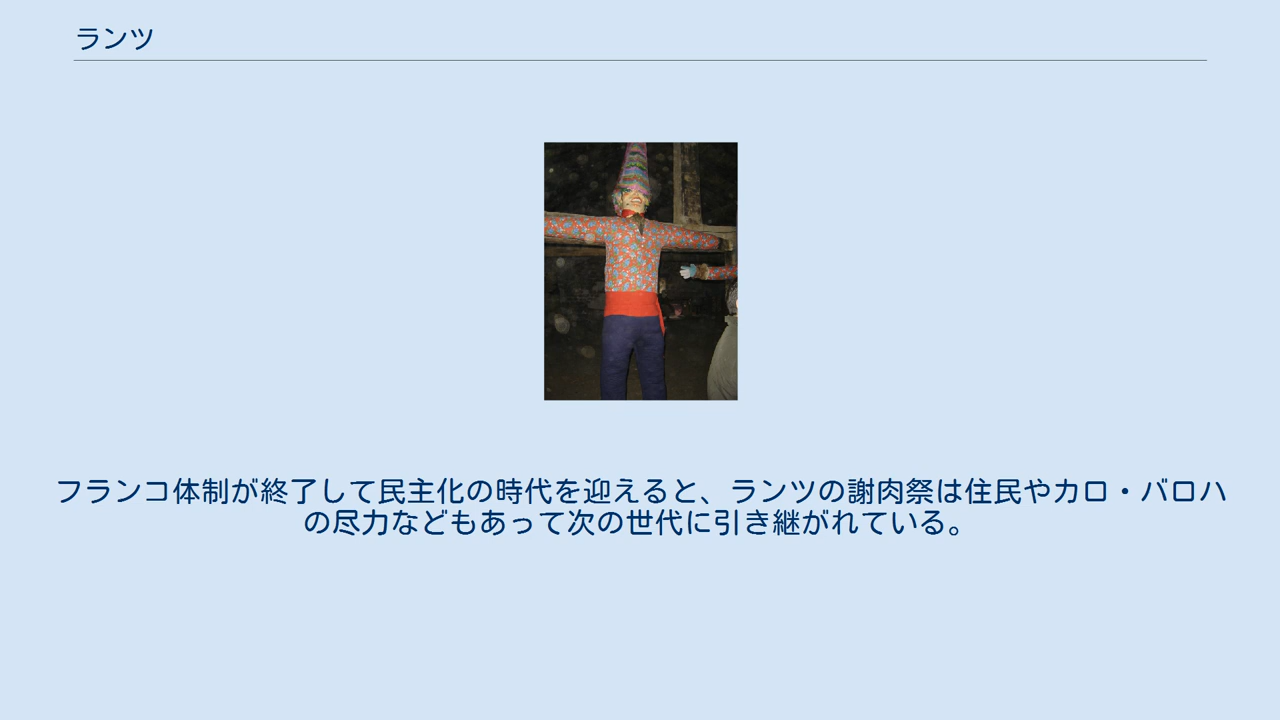 ランツ
フランコ体制が終了して民主化の時代を迎えると、ランツの謝肉祭は住民やカロ・バロハ
の尽力などもあって次の世代に引き継がれている。